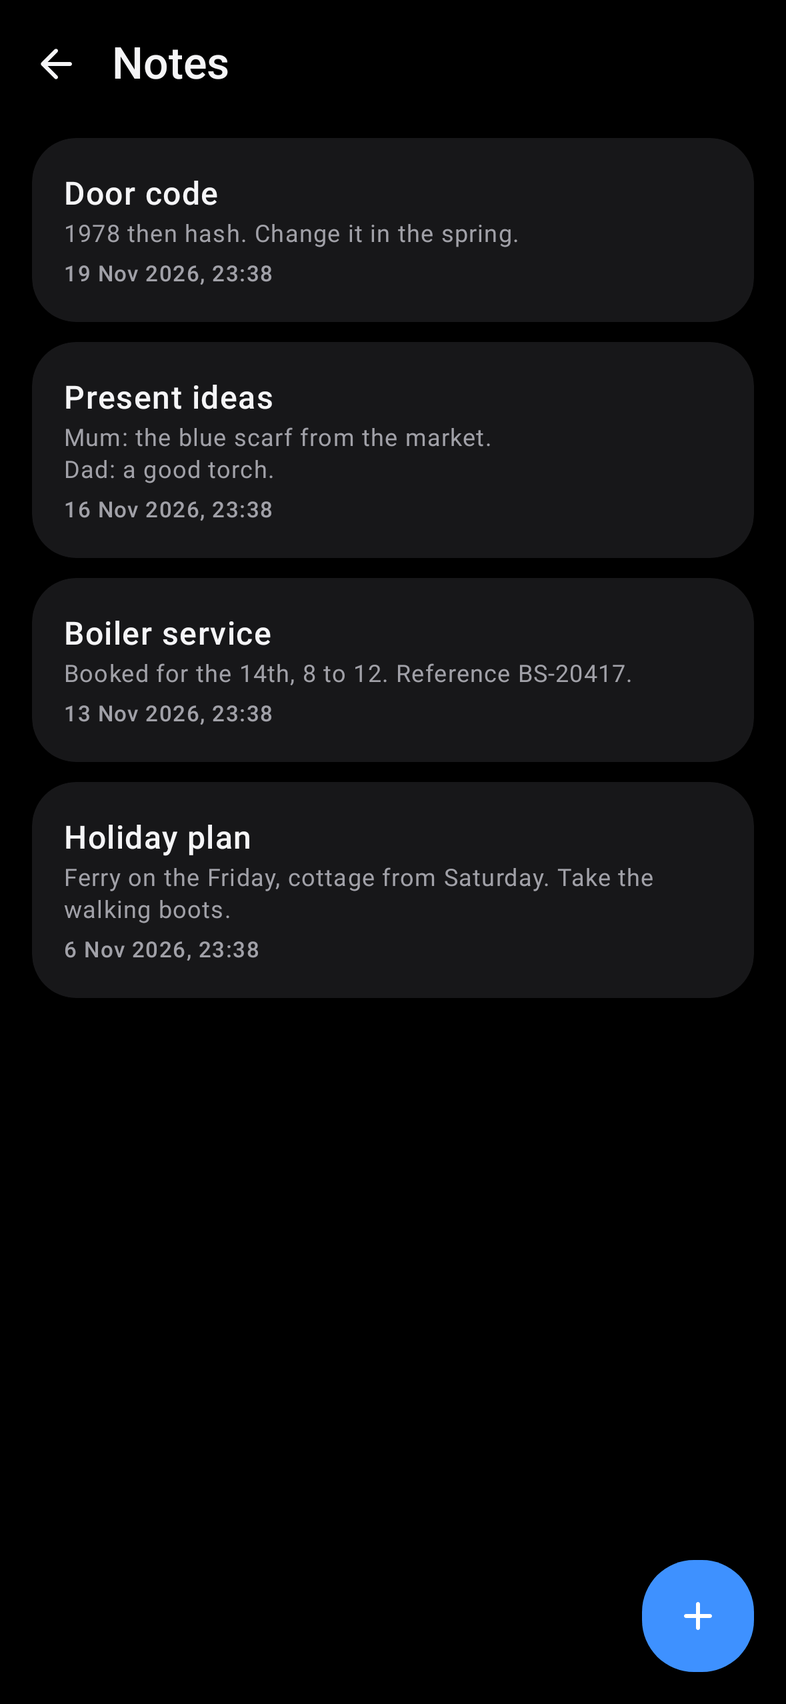 Notes
Door code
1978 then hash. Change it in the spring.
19 Nov 2026, 23:38
Present ideas
Mum: the blue scarf from the market.
Dad: a good torch.
16 Nov 2026, 23:38
Boiler service
Booked for the 14th, 8 to 12. Reference BS-20417.
13 Nov 2026, 23:38
Holiday plan
Ferry on the Friday, cottage from Saturday. Take the
walking boots.
6 Nov 2026, 23:38